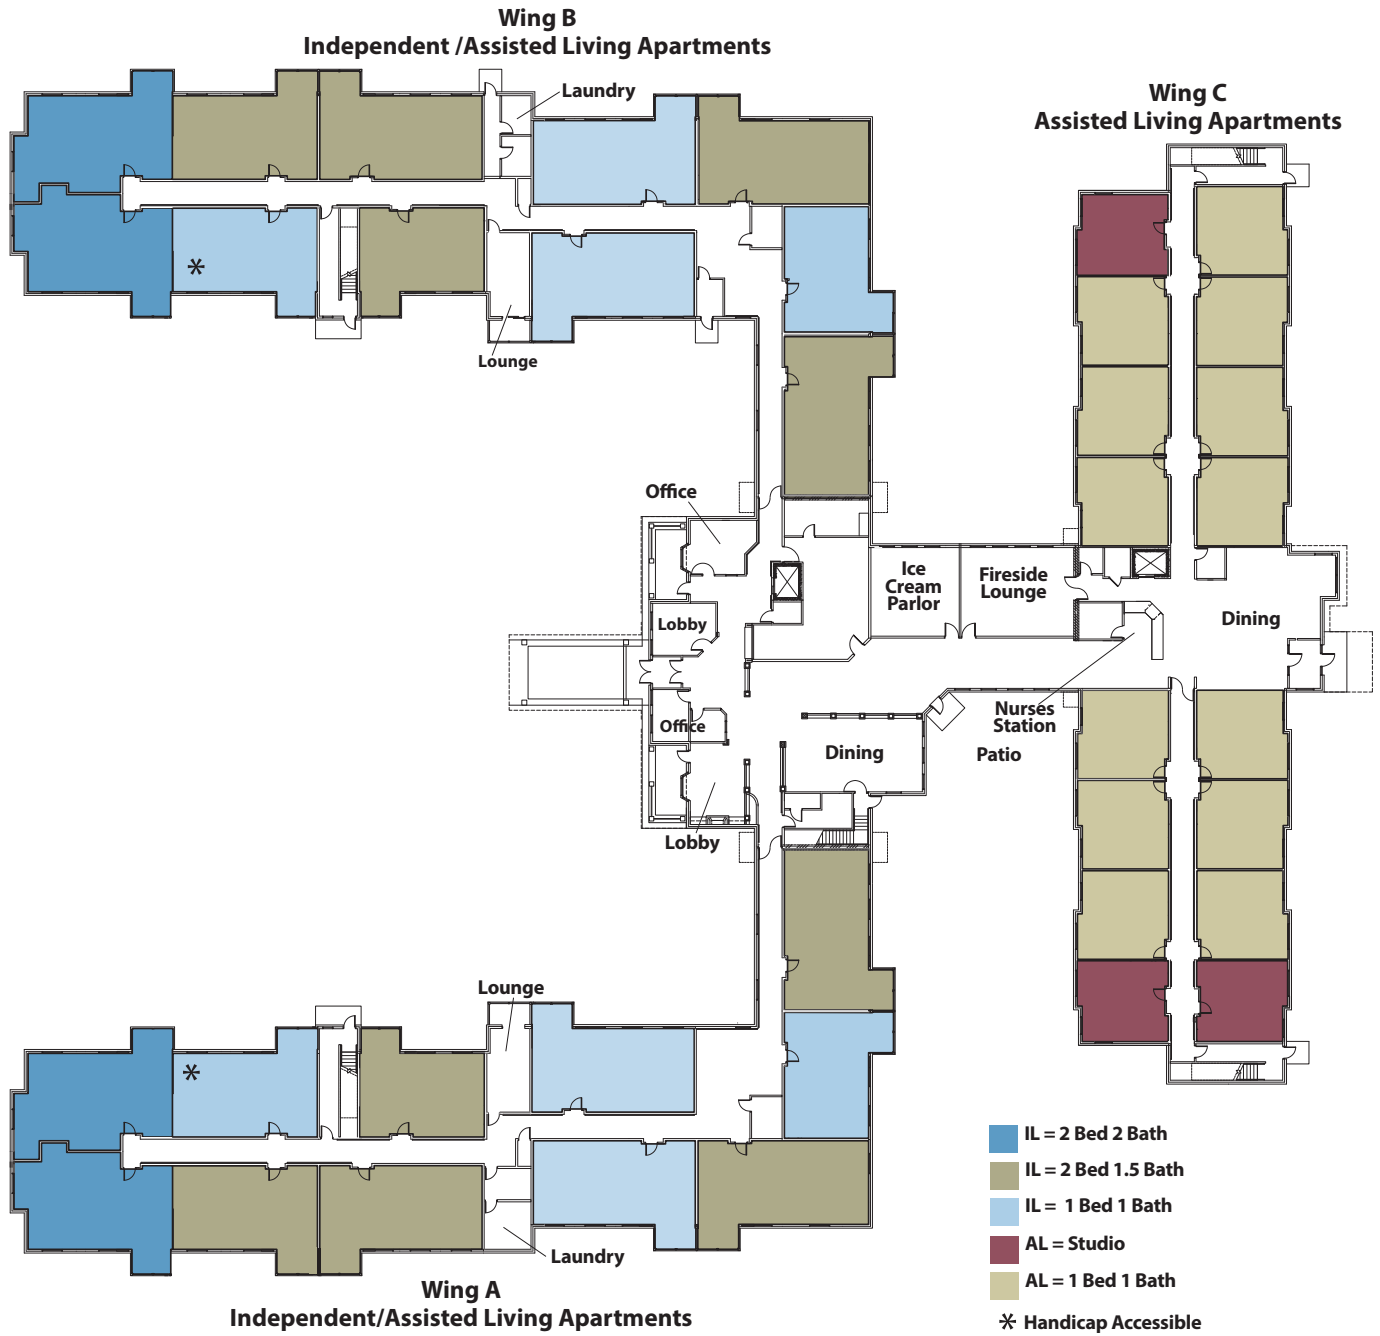 Wing B
Independent /Assisted Living Apartments
Laundry
Wing C
Assisted Living Apartments
*
Lounge
Office
Ice
Cream
Parlor
Fireside
Lounge
Lobby
Dining
Office
Nurses
Station
Dining
Patio
Lobby
Lounge
*
Laundry
Wing A
Independent/Assisted Living Apartments
IL = 2 Bed 2 Bath
IL = 2 Bed 1.5 Bath
IL = 1 Bed 1 Bath
AL = Studio
AL = 1 Bed 1 Bath
* Handicap Accessible